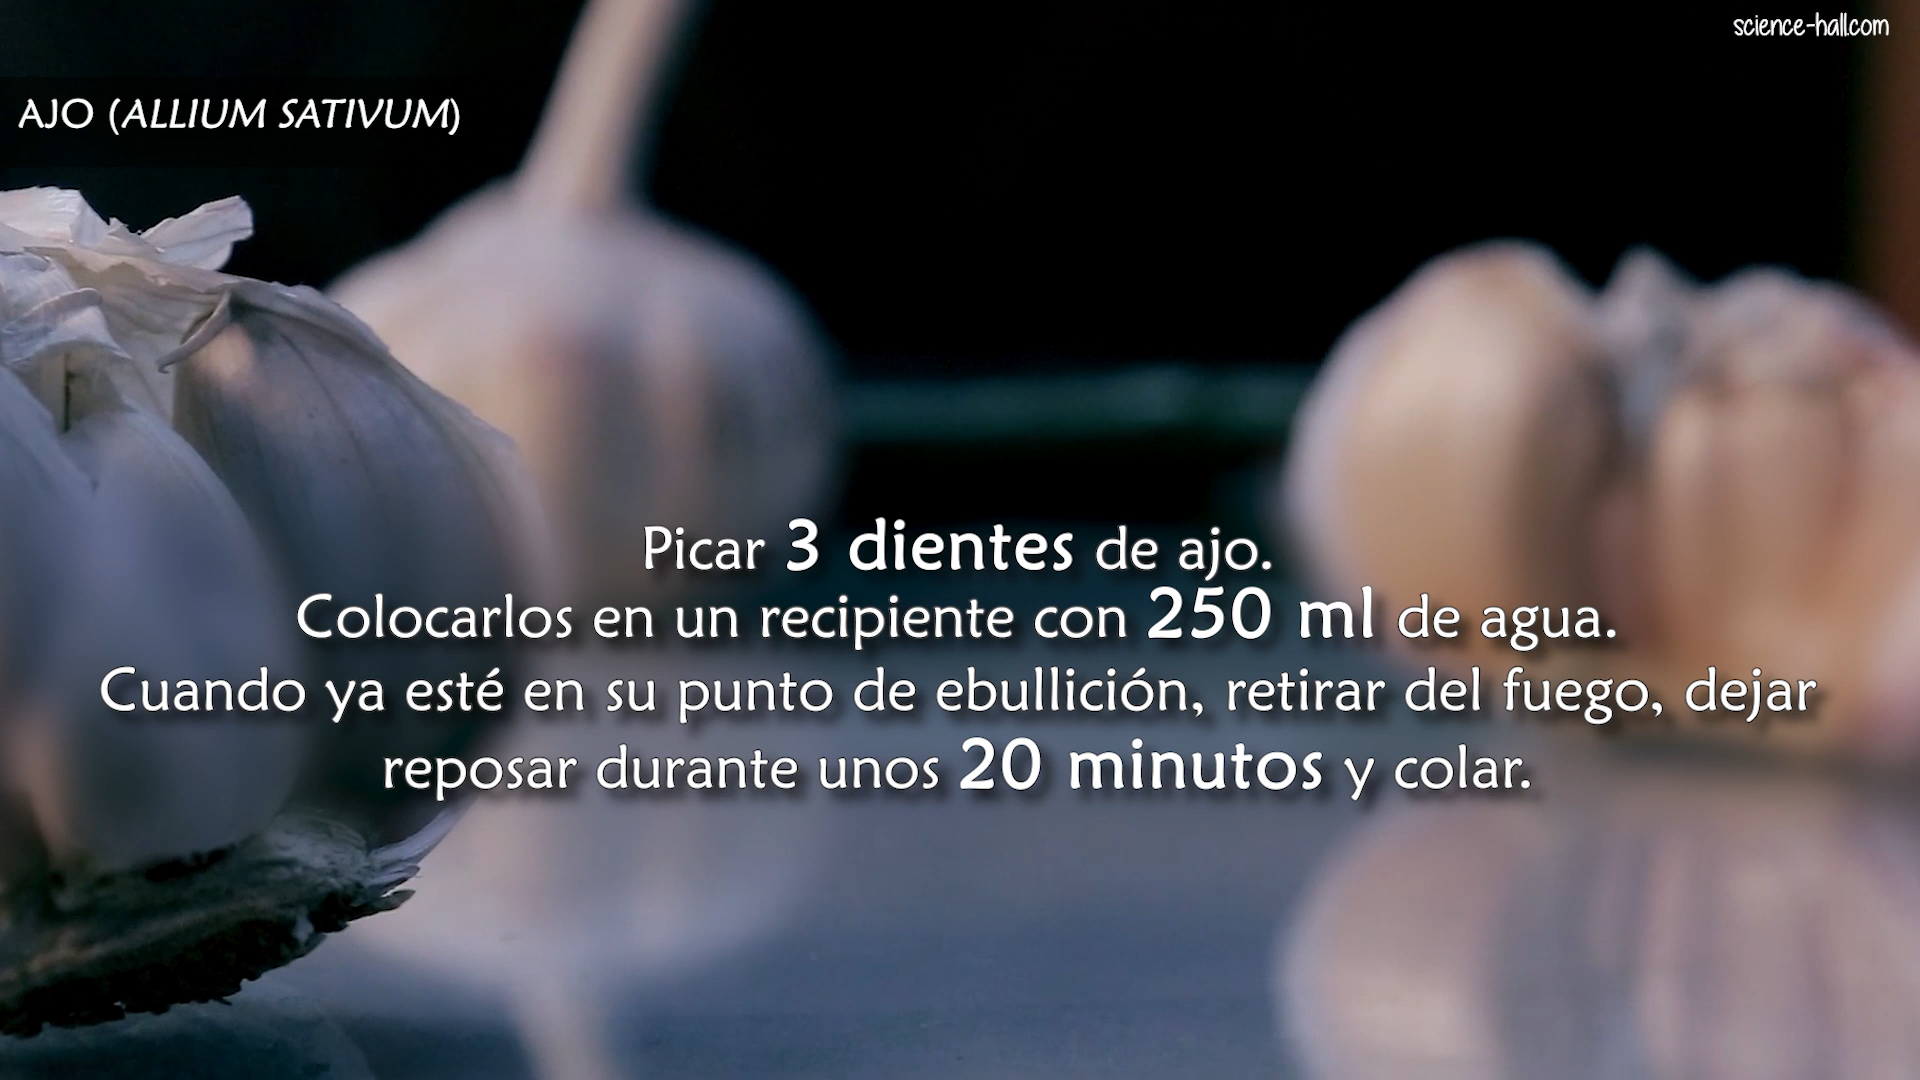 science-hall.com
AJO (ALLIUM SATIVUM)
Picar 3 dientes de ajo.
Colocarlos en un recipiente con 250 ml de agua.
Cuando ya esté en su punto de ebullición, retirar del fuego, dejar
reposar durante unos 20 minutos y colar.